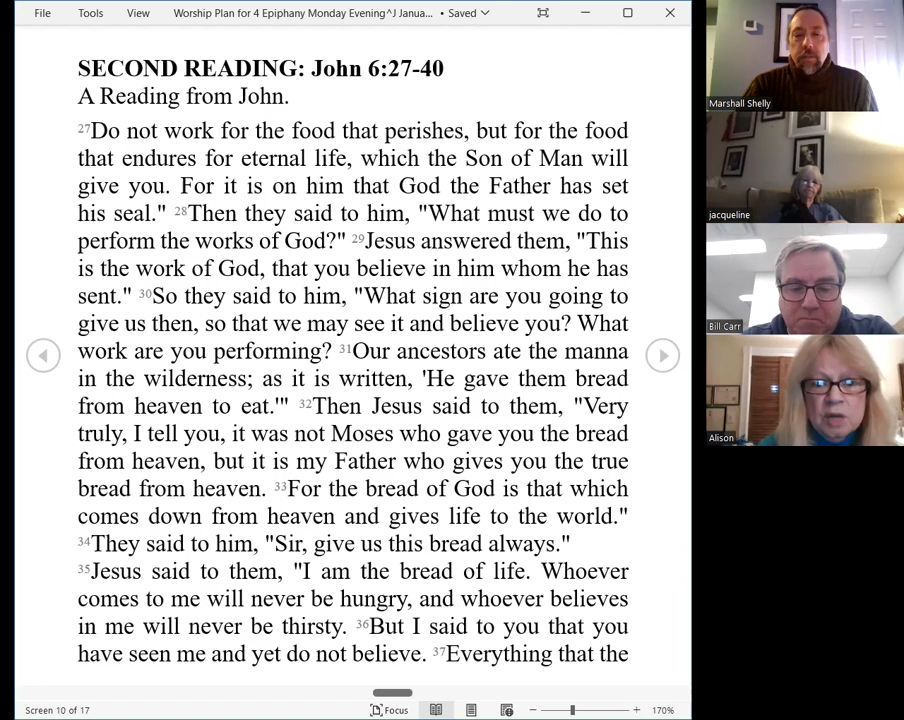 File Tools View Worship Plan for 4 Epiphany Monday Evening^J Janua... • Saved
SECOND READING: John 6:27-40
A Reading from John.
27Do not work for the food that perishes, but for the food
that endures for eternal life, which the Son of Man will
give you. For it is on him that God the Father has set
his seal." 28Then they said to him, "What must we do to
perform the works of God?" 29Jesus answered them, "This
is the work of God, that you believe in him whom he has
sent." 30So they said to him, "What sign are you going to
give us then, so that we may see it and believe you? What
work are you performing? 31Our ancestors ate the manna
in the wilderness; as it is written, 'He gave them bread
from heaven to eat.'" 32Then Jesus said to them, "Very
truly, I tell you, it was not Moses who gave you the bread
from heaven, but it is my Father who gives you the true
bread from heaven. 33For the bread of God is that which
comes down from heaven and gives life to the world."
34They said to him, "Sir, give us this bread always."
35Jesus said to them, "I am the bread of life. Whoever
comes to me will never be hungry, and whoever believes
in me will never be thirsty. 36But I said to you that you
have seen me and yet do not believe. 37Everything that the
Screen 10 of 17 Focus 170%
Marshall Shelly
jacqueline
Bill Carr
Alison